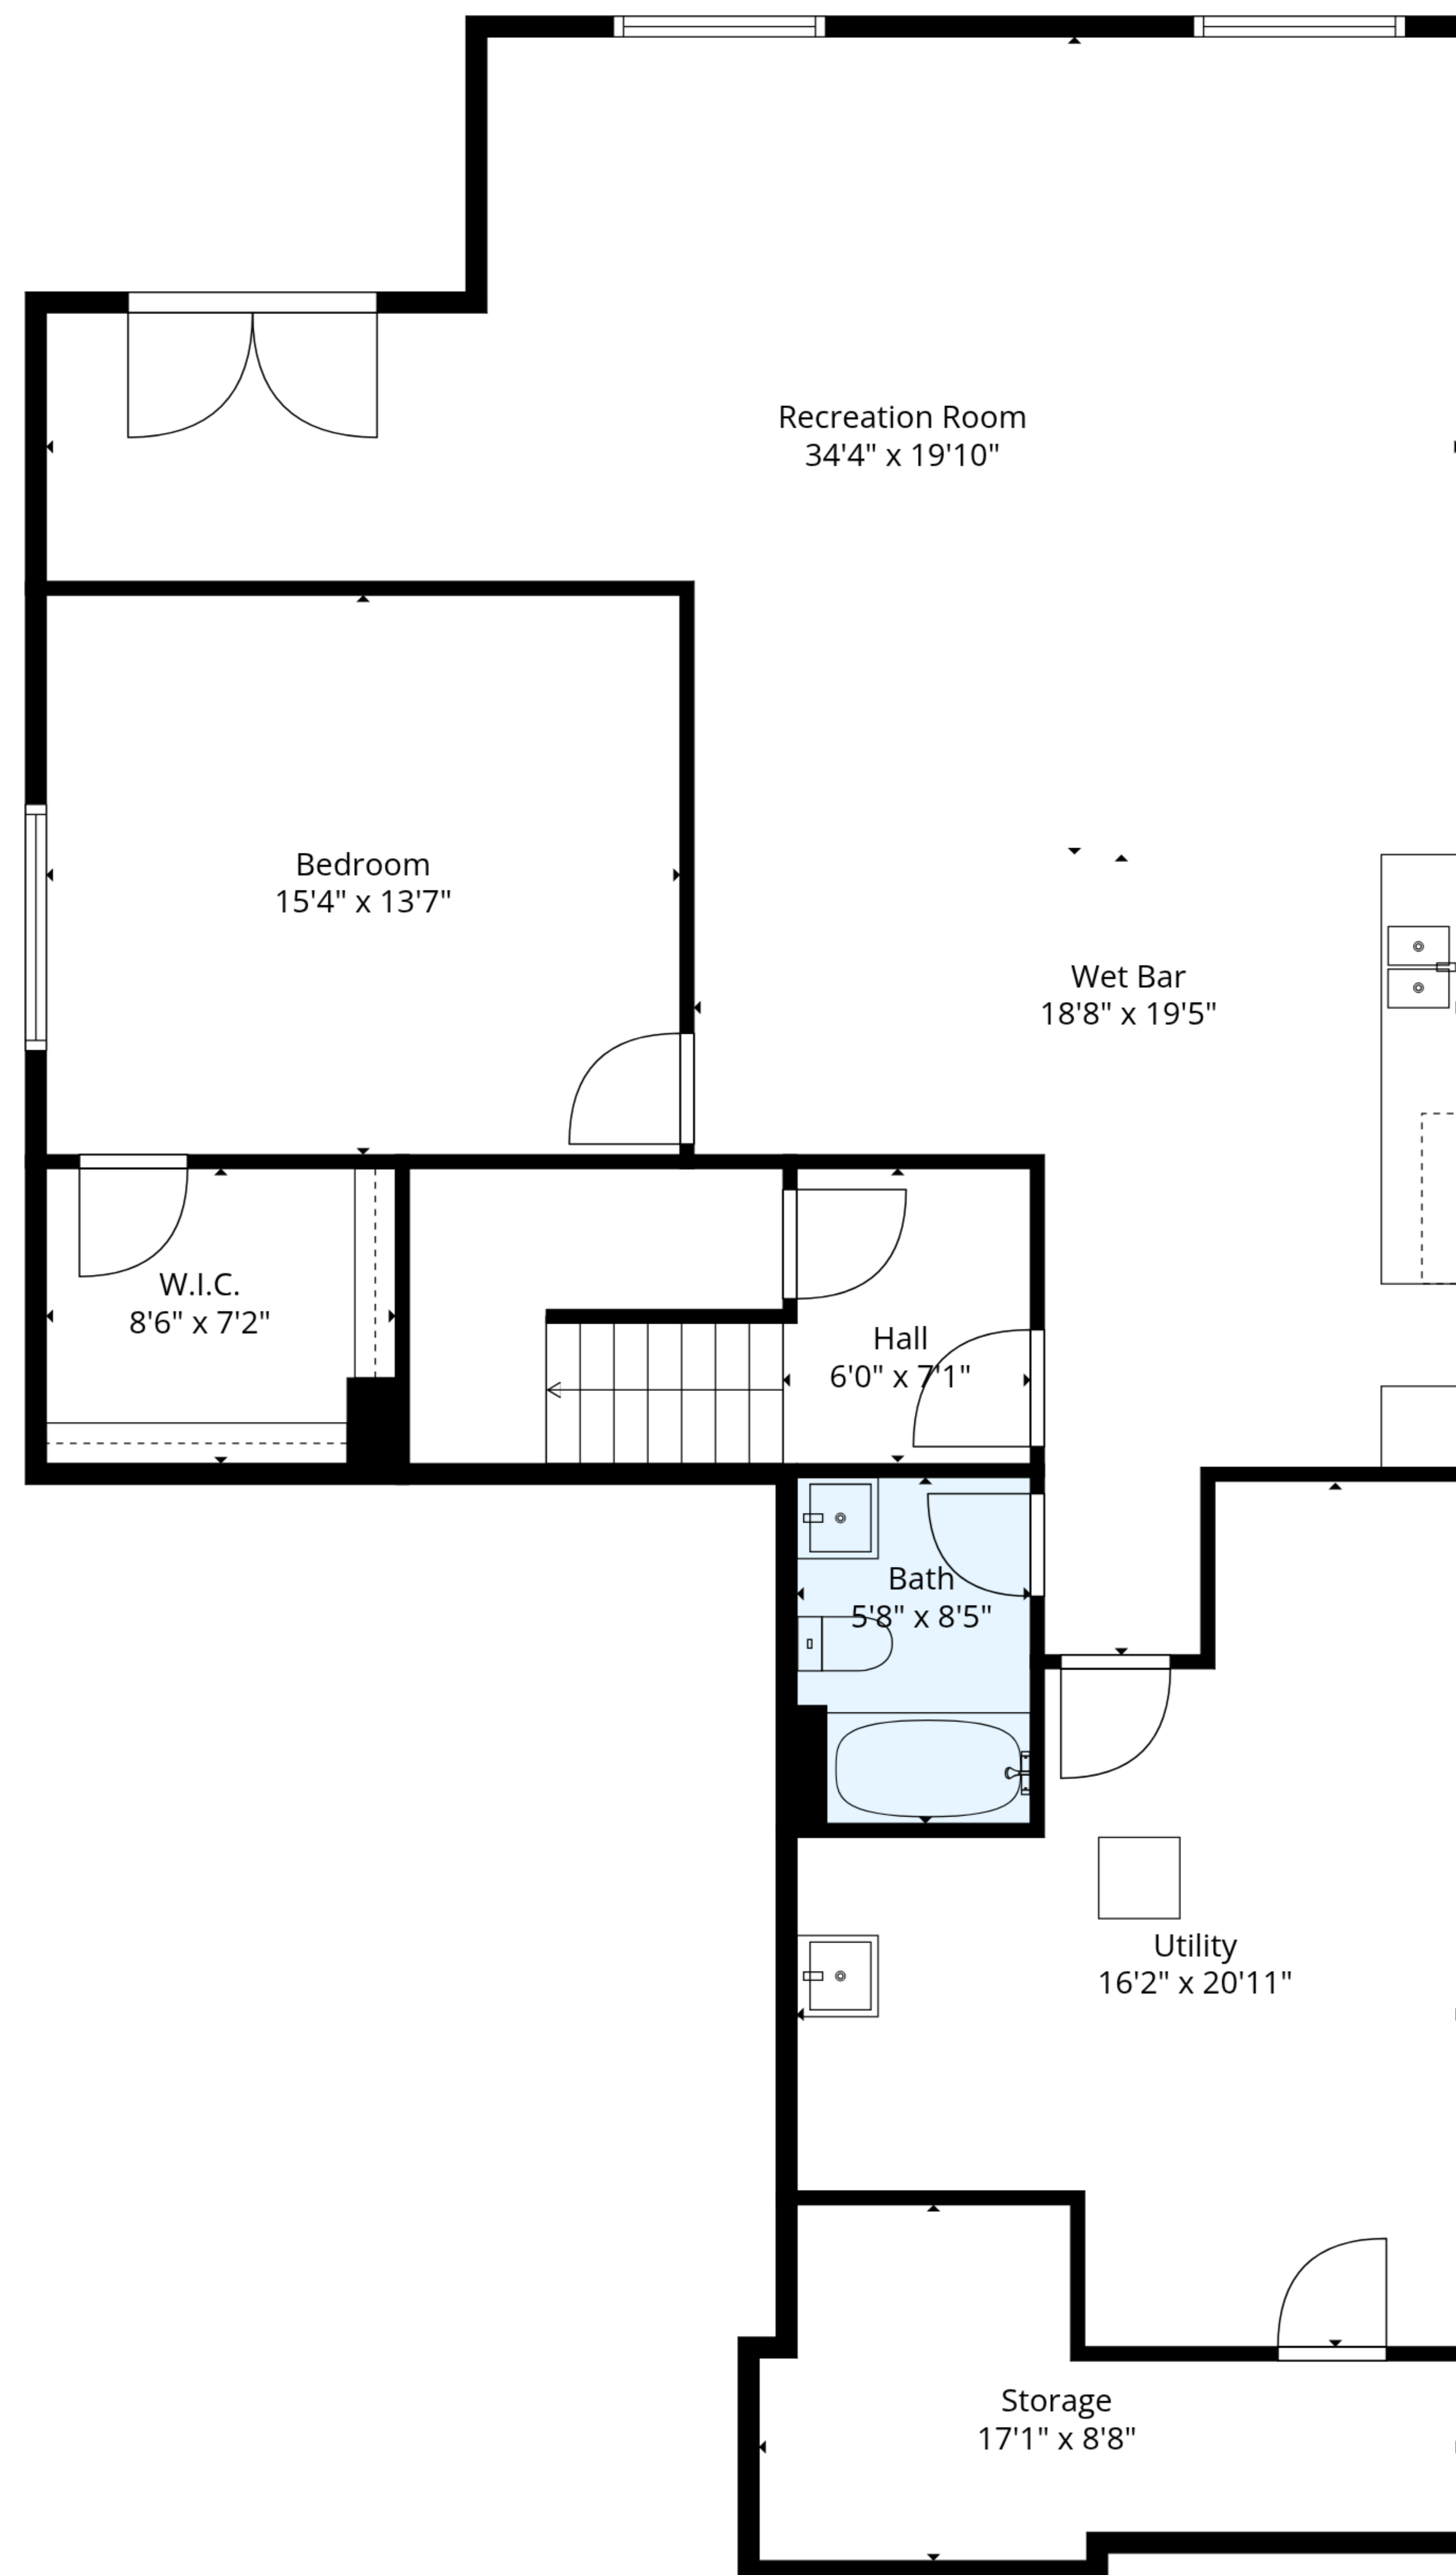 Recreation Room
34'4" x 19'10"
Bedroom
15'4" x 13'7"
Wet Bar
18'8" x 19'5"
W.I.C.
8'6" x 7'2"
Hall
6'0" x 7'1"
Bath
5'8" x 8'5"
Utility
16'2" x 20'11"
Storage
17'1" x 8'8"